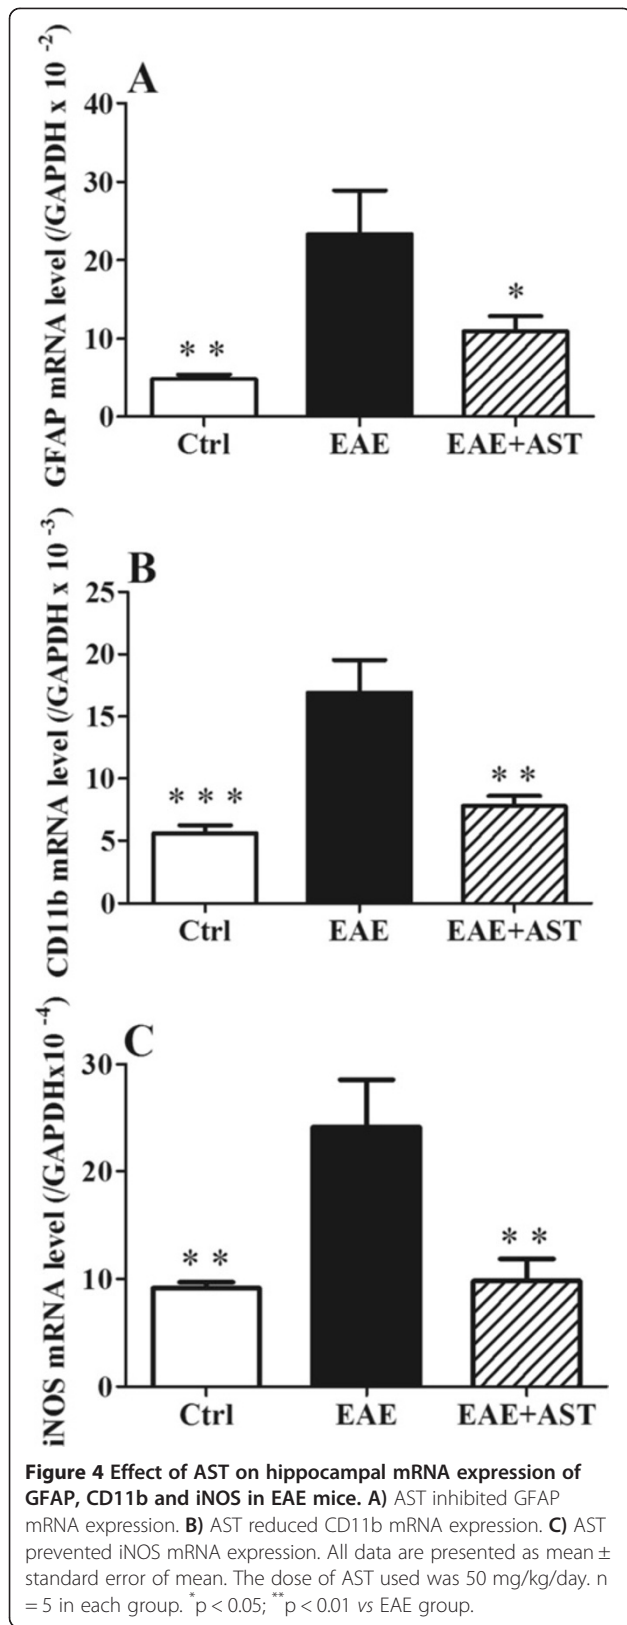 A
GFAP mRNA level (/GAPDH x 10 -2)
40
30
20
10
0
* *
*
Ctrl EAE EAE+AST
B
CD11b mRNA level (/GAPDH x 10 -3)
25
20
15
10
5
0
* * *
* *
Ctrl EAE EAE+AST
C
iNOS mRNA level (/GAPDHx10 -4)
30
20
10
0
* *
* *
Ctrl EAE EAE+AST
Figure 4 Effect of AST on hippocampal mRNA expression of
GFAP, CD11b and iNOS in EAE mice. A) AST inhibited GFAP
mRNA expression. B) AST reduced CD11b mRNA expression. C) AST
prevented iNOS mRNA expression. All data are presented as mean ±
standard error of mean. The dose of AST used was 50 mg/kg/day. n
= 5 in each group. *p < 0.05; **p < 0.01 vs EAE group.